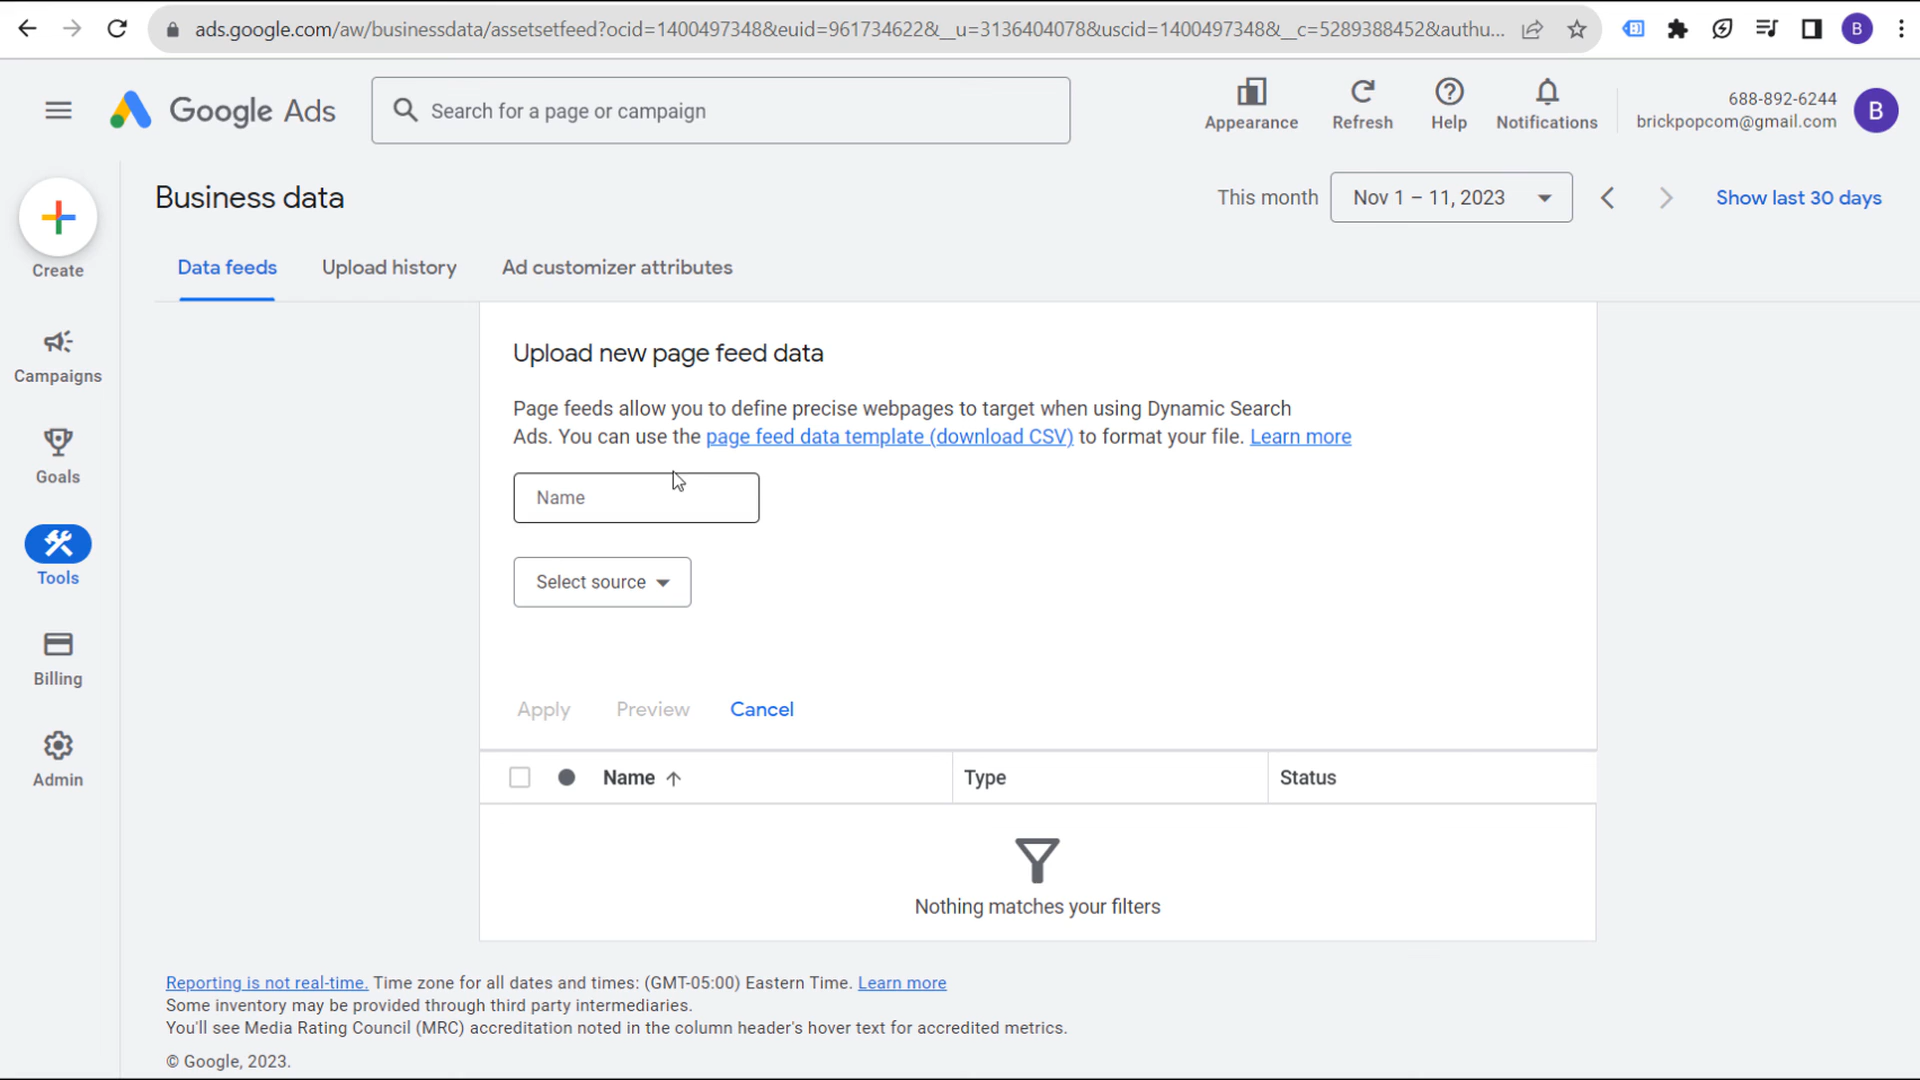 ads.google.com/aw/businessdata/assetsetfeed?ocid=1400497348&euid=961734622&__u=3136404078&uscid=1400497348&__c=5289388452&authu...
B
Google Ads
Search for a page or campaign
Appearance
Refresh
Help
Notifications
688-892-6244
brickpopcom@gmail.com
B
Create
Campaigns
Goals
Tools
Billing
Admin
Business data
This month
Nov 1 – 11, 2023
Show last 30 days
Data feeds
Upload history
Ad customizer attributes
Upload new page feed data
Page feeds allow you to define precise webpages to target when using Dynamic Search
Ads. You can use the page feed data template (download CSV) to format your file. Learn more
Name
Select source
Apply
Preview
Cancel
Name
Type
Status
Nothing matches your filters
Reporting is not real-time. Time zone for all dates and times: (GMT-05:00) Eastern Time. Learn more
Some inventory may be provided through third party intermediaries.
You'll see Media Rating Council (MRC) accreditation noted in the column header's hover text for accredited metrics.
© Google, 2023.